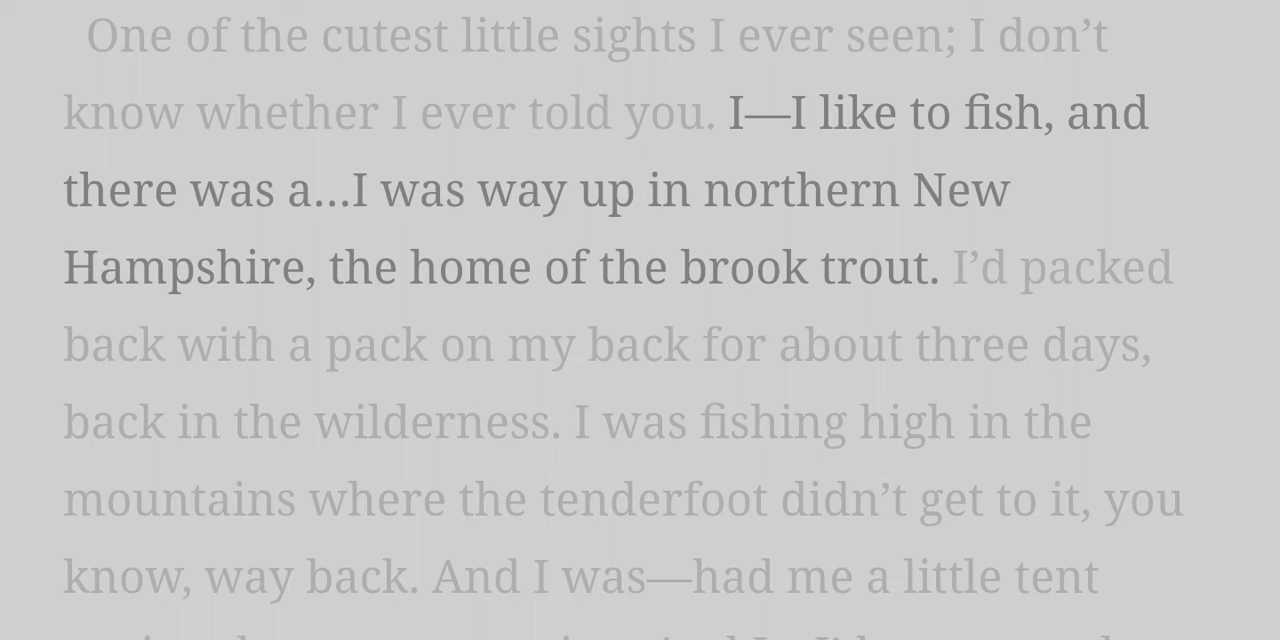 One of the cutest little sights I ever seen; I don’t
know whether I ever told you. I—I like to fish, and
there was a...I was way up in northern New
Hampshire, the home of the brook trout. I’d packed
back with a pack on my back for about three days,
back in the wilderness. I was fishing high in the
mountains where the tenderfoot didn’t get to it, you
know, way back. And I was—had me a little tent